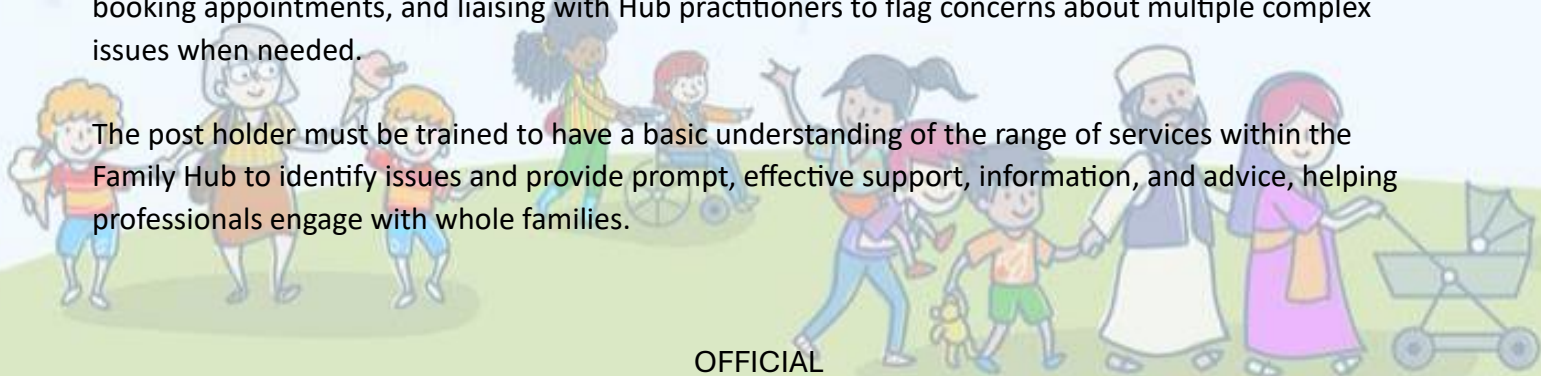 booking appointments, and liaising with Hub practitioners to flag concerns about multiple complex
issues when needed.
The post holder must be trained to have a basic understanding of the range of services within the
Family Hub to identify issues and provide prompt, effective support, information, and advice, helping
professionals engage with whole families.
OFFICIAL